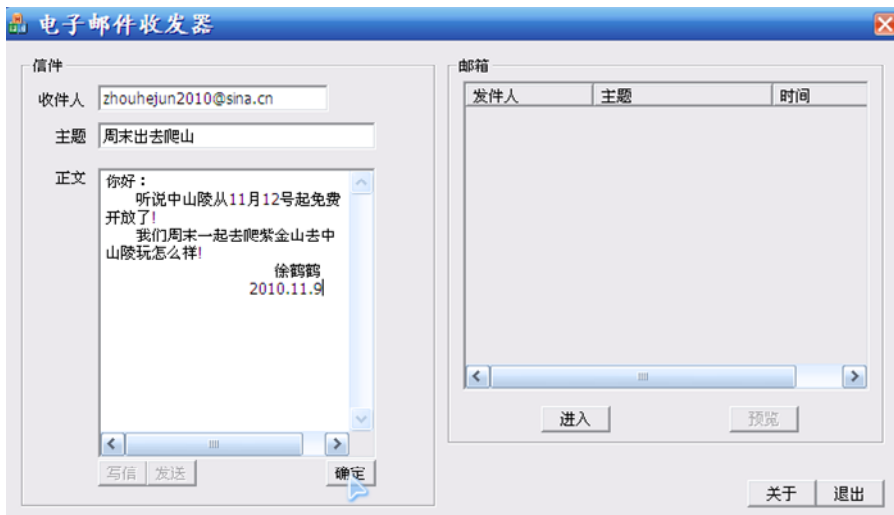 电子邮件收发器
信件
收件人 zhouhejun2010@sina.cn
主题 周末出去爬山
正文 你好：
听说中山陵从11月12号起免费
开放了!
我们周末一起去爬紫金山去中
山陵玩怎么样!
徐鹤鹤
2010.11.9
写信 发送 确定
邮箱
发件人 主题 时间
进入 预览
关于 退出